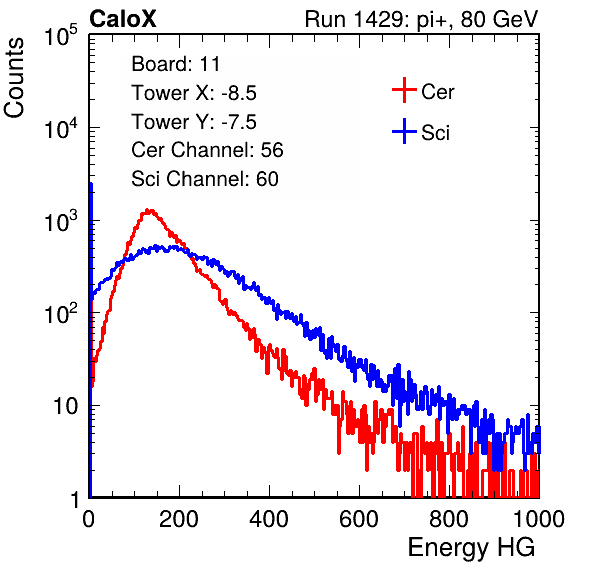 CaloX Run 1429: pi+, 80 GeV
Counts
10^5
10^4
10^3
10^2
10
1
Board: 11
Tower X: -8.5
Tower Y: -7.5
Cer Channel: 56
Sci Channel: 60
Cer
Sci
0 200 400 600 800 1000
Energy HG